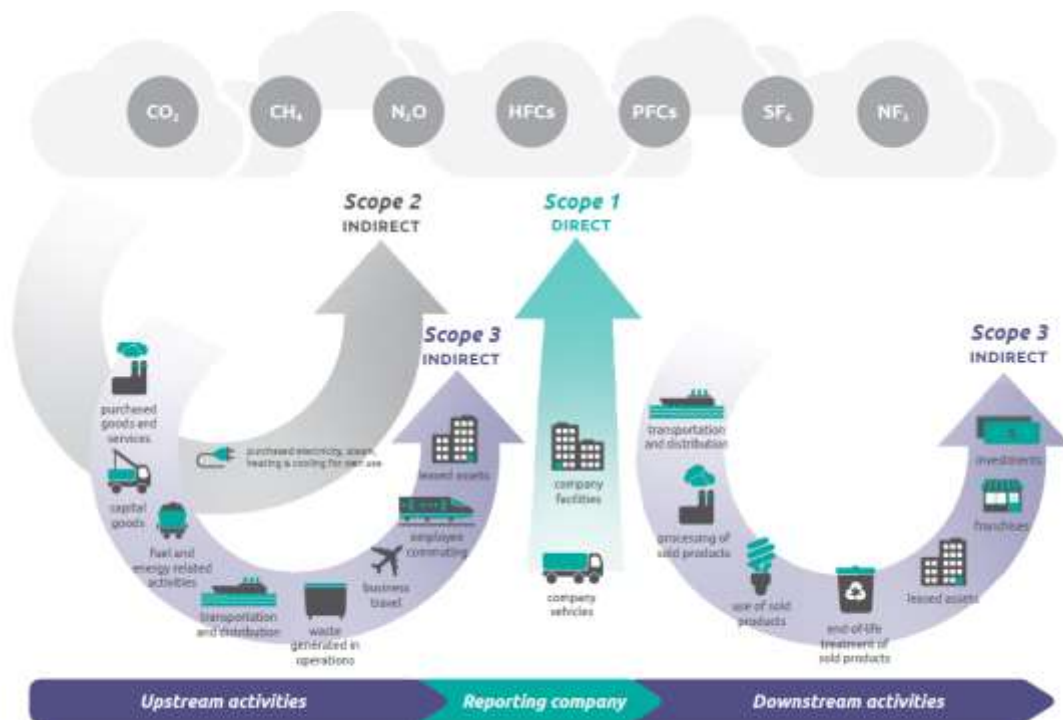 CO₂
CH₄
N₂O
HFCs
PFCs
SF₆
NF₃
Scope 2
INDIRECT
Scope 1
DIRECT
Scope 3
INDIRECT
Scope 3
INDIRECT
purchased
goods and
services
capital
goods
fuel and
energy related
activities
transportation
and distribution
waste
generated in
operations
business
travel
employee
commuting
leased assets
purchased electricity, steam,
heating & cooling for own use
company
facilities
company
vehicles
transportation
and distribution
processing of
sold products
use of sold
products
end-of-life
treatment of
sold products
leased assets
franchises
investments
Upstream activities
Reporting company
Downstream activities